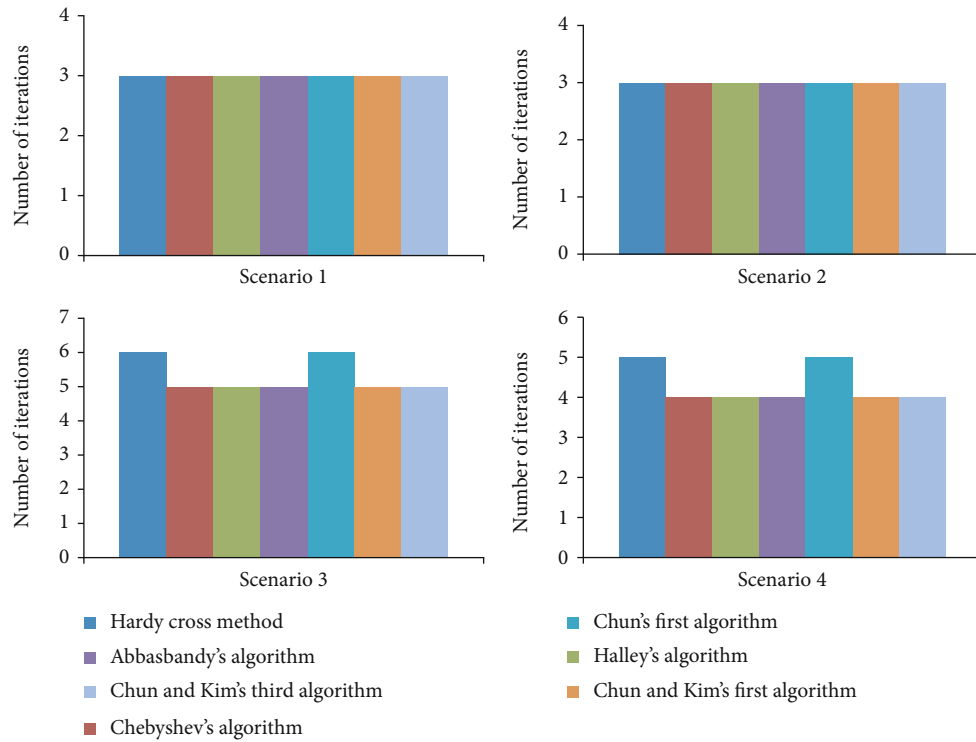 Number of iterations
4
3
2
1
0
Scenario 1
Number of iterations
4
3
2
1
0
Scenario 2
Number of iterations
7
6
5
4
3
2
1
0
Scenario 3
Number of iterations
6
5
4
3
2
1
0
Scenario 4
Hardy cross method
Abbasbandy's algorithm
Chun and Kim's third algorithm
Chebyshev's algorithm
Chun's first algorithm
Halley's algorithm
Chun and Kim's first algorithm